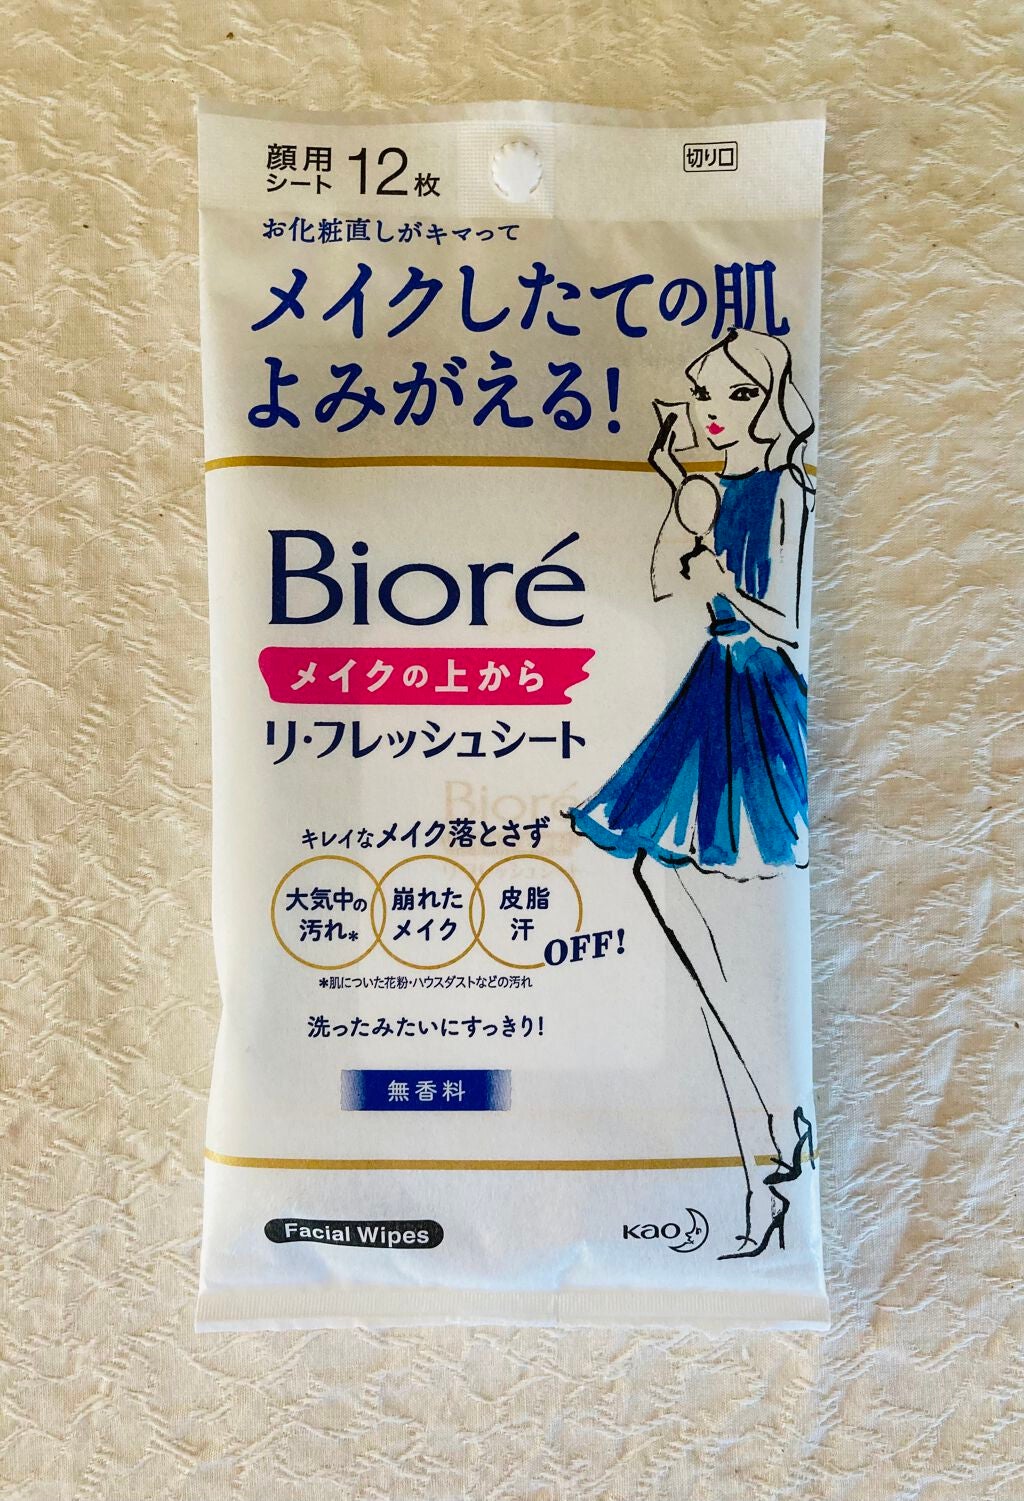 顔用
シート 12枚
切り口
お化粧直しがキマって
メイクしたての肌
よみがえる!
Bioré
メイクの上から
リ・フレッシュシート
キレイなメイク落とさず
大気中の
汚れ*
崩れた
メイク
皮脂
汗
OFF!
*肌についた花粉・ハウスダストなどの汚れ
洗ったみたいにすっきり!
無香料
Facial Wipes
Kao